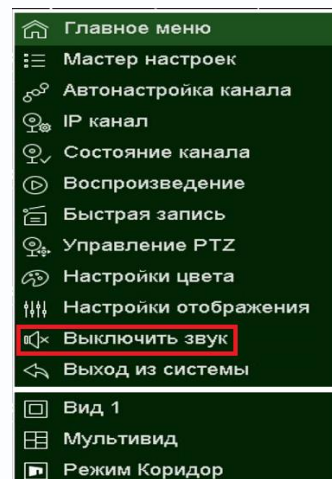 Главное меню
Мастер настроек
Автонастройка канала
IP канал
Состояние канала
Воспроизведение
Быстрая запись
Управление PTZ
Настройки цвета
Настройки отображения
Выключить звук
Выход из системы
Вид 1
Мультивид
Режим Коридор